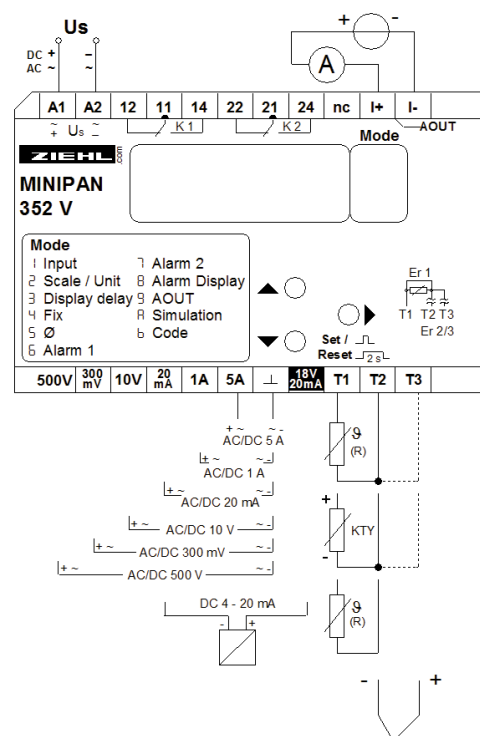 Us
DC + -
AC ~ ~
+ -
A
A1 A2 12 11 14 22 21 24 nc I+ I-
~ + Us ~ - K1 K2 AOUT
Mode
ZIEHL.com
MINIPAN
352 V
Mode
1 Input 7 Alarm 2
2 Scale / Unit 8 Alarm Display
3 Display delay 9 AOUT
4 Fix A Simulation
5 Ø b Code
6 Alarm 1
Set /
Reset 2 s
Er 1
T1 T2 T3
Er 2/3
500V 300 mV 10V 20 mA 1A 5A ⊥ 18V 20mA T1 T2 T3
+ ~ ~ -
AC/DC 5 A
+ ~ ~ -
AC/DC 1 A
+ ~ ~ -
AC/DC 20 mA
+ ~ AC/DC 10 V ~ -
+ ~ AC/DC 300 mV ~ -
+ ~ AC/DC 500 V ~ -
DC 4 - 20 mA
- +
ϑ
(R)
+
KTY
-
ϑ
(R)
- +